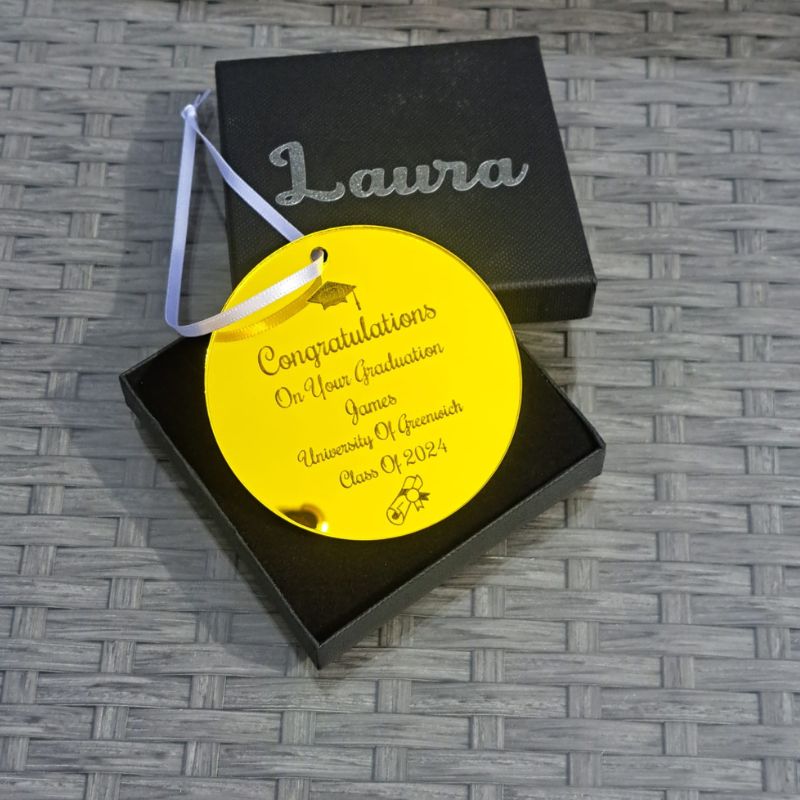 Laura
Congratulations
On Your Graduation
James
University Of Greenwich
Class Of 2024